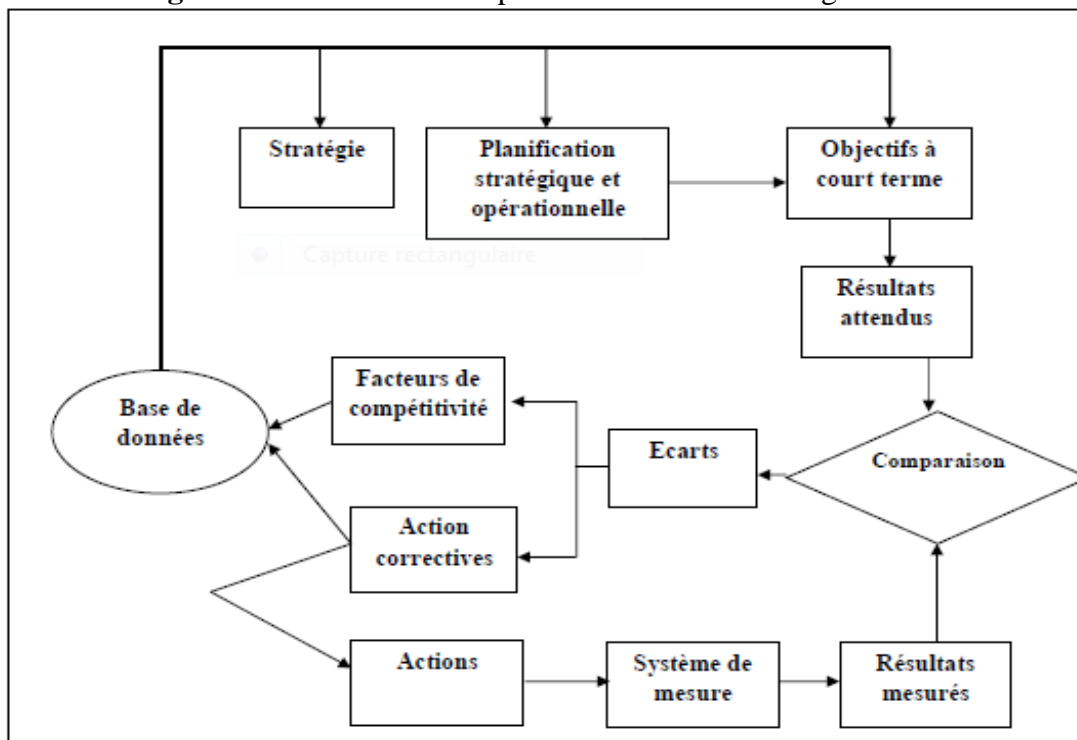 Stratégie
Planification
stratégique et
opérationnelle
Objectifs à
court terme
Résultats
attendus
Facteurs de
compétitivité
Base de
données
Ecarts
Comparaison
Action
correctives
Actions
Système de
mesure
Résultats
mesurés
Capture rectangulaire